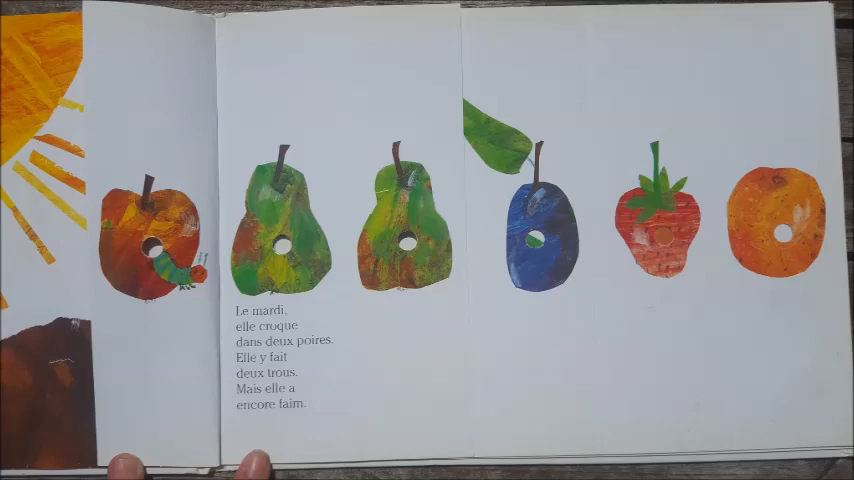 Le mardi,
elle croque
dans deux poires.
Elle y fait
deux trous.
Mais elle a
encore faim.